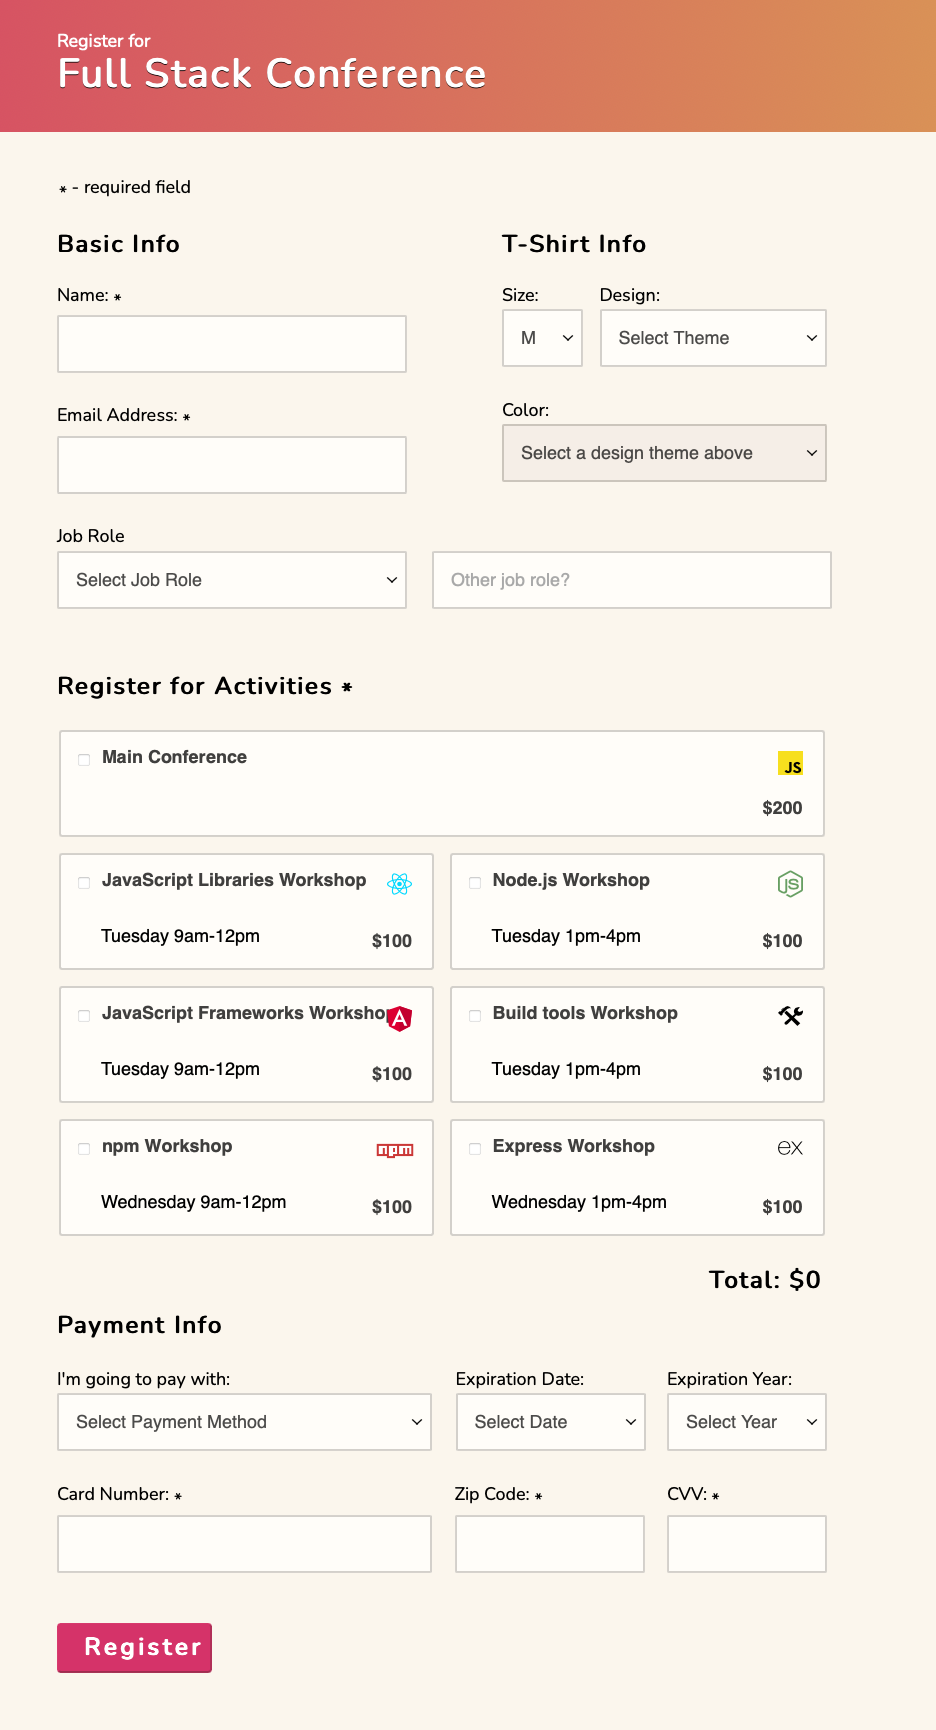 Register for
Full Stack Conference
* - required field
Basic Info
Name: *
Email Address: *
Job Role
Select Job Role
Other job role?
T-Shirt Info
Size:
M
Design:
Select Theme
Color:
Select a design theme above
Register for Activities *
Main Conference
JS
$200
JavaScript Libraries Workshop
Tuesday 9am-12pm
$100
Node.js Workshop
JS
Tuesday 1pm-4pm
$100
JavaScript Frameworks Workshop
A
Tuesday 9am-12pm
$100
Build tools Workshop
Tuesday 1pm-4pm
$100
npm Workshop
npm
Wednesday 9am-12pm
$100
Express Workshop
ex
Wednesday 1pm-4pm
$100
Total: $0
Payment Info
I'm going to pay with:
Select Payment Method
Expiration Date:
Select Date
Expiration Year:
Select Year
Card Number: *
Zip Code: *
CVV: *
Register